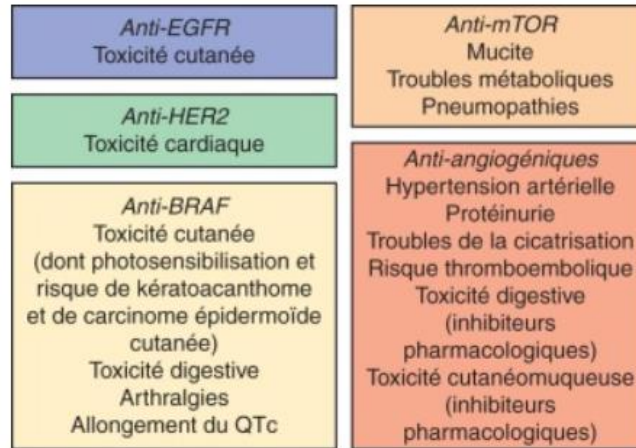 Anti-EGFR
Toxicité cutanée
Anti-HER2
Toxicité cardiaque
Anti-BRAF
Toxicité cutanée
(dont photosensibilisation et
risque de kératoacanthome
et de carcinome épidermoïde
cutanée)
Toxicité digestive
Arthralgies
Allongement du QTc
Anti-mTOR
Mucite
Troubles métaboliques
Pneumopathies
Anti-angiogéniques
Hypertension artérielle
Protéinurie
Troubles de la cicatrisation
Risque thromboembolique
Toxicité digestive
(inhibiteurs
pharmacologiques)
Toxicité cutanéomuqueuse
(inhibiteurs
pharmacologiques)